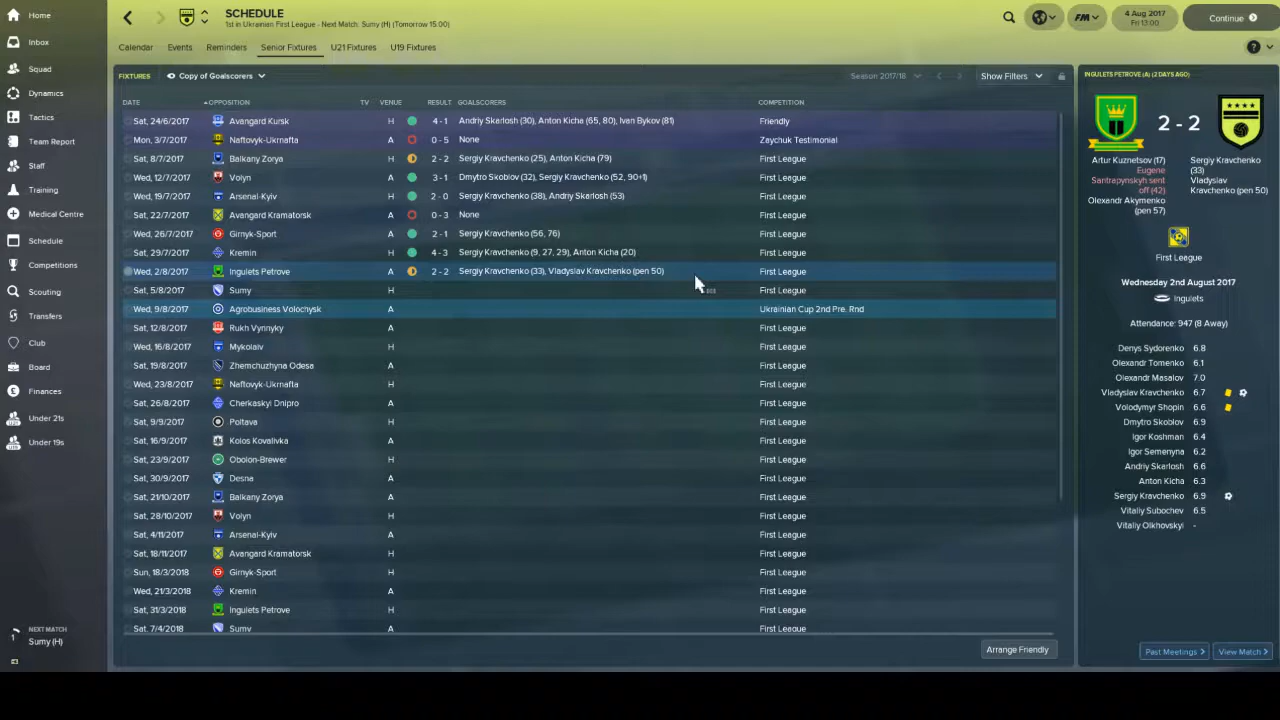 Home
Inbox
Squad
Dynamics
Tactics
Team Report
Staff
Training
Medical Centre
Schedule
Competitions
Scouting
Transfers
Club
Board
Finances
Under 21s
Under 19s
NEXT MATCH
Sumy (H)
SCHEDULE
1st in Ukrainian First League - Next Match: Sumy (H) (Tomorrow 15:00)
FM
4 Aug 2017
Fri 13:00
Continue
Calendar Events Reminders Senior Fixtures U21 Fixtures U19 Fixtures
?
FIXTURES Copy of Goalscorers Season 2017/18 Show Filters
DATE OPPOSITION TV VENUE RESULT GOALSCORERS COMPETITION
Sat, 24/6/2017 Avangard Kursk H 4-1 Andriy Skarlosh (30), Anton Kicha (65, 80), Ivan Bykov (81) Friendly
Mon, 3/7/2017 Naftovyk-Ukrnafta A 0-5 None Zaychuk Testimonial
Sat, 8/7/2017 Balkany Zorya H 2-2 Sergiy Kravchenko (25), Anton Kicha (79) First League
Wed, 12/7/2017 Volyn A 3-1 Dmytro Skoblov (32), Sergiy Kravchenko (52, 90+1) First League
Wed, 19/7/2017 Arsenal-Kyiv H 2-0 Sergiy Kravchenko (38), Andriy Skarlosh (53) First League
Sat, 22/7/2017 Avangard Kramatorsk A 0-3 None First League
Wed, 26/7/2017 Girnyk-Sport A 2-1 Sergiy Kravchenko (56, 76) First League
Sat, 29/7/2017 Kremin H 4-3 Sergiy Kravchenko (9, 27, 29), Anton Kicha (20) First League
Wed, 2/8/2017 Ingulets Petrove A 2-2 Sergiy Kravchenko (33), Vladyslav Kravchenko (pen 50) First League
Sat, 5/8/2017 Sumy H First League
Wed, 9/8/2017 Agrobusiness Volochysk A Ukrainian Cup 2nd Pre. Rnd
Sat, 12/8/2017 Rukh Vynnyky A First League
Wed, 16/8/2017 Mykolaiv H First League
Sat, 19/8/2017 Zhemchuzhyna Odesa A First League
Wed, 23/8/2017 Naftovyk-Ukrnafta H First League
Sat, 26/8/2017 Cherkaskyi Dnipro A First League
Sat, 9/9/2017 Poltava H First League
Sat, 16/9/2017 Kolos Kovalivka A First League
Sat, 23/9/2017 Obolon-Brewer H First League
Sat, 30/9/2017 Desna A First League
Sat, 21/10/2017 Balkany Zorya A First League
Sat, 28/10/2017 Volyn H First League
Sat, 4/11/2017 Arsenal-Kyiv A First League
Sat, 18/11/2017 Avangard Kramatorsk H First League
Sun, 18/3/2018 Girnyk-Sport H First League
Wed, 21/3/2018 Kremin A First League
Sat, 31/3/2018 Ingulets Petrove H First League
Sat, 7/4/2018 Sumy A First League
Arrange Friendly
INGULETS PETROVE (A) (2 DAYS AGO)
2 - 2
Artur Kuznetsov (17)
Eugene
Santrapynskyh sent
off (42)
Olexandr Akymenko
(pen 57)
Sergiy Kravchenko
(33)
Vladyslav
Kravchenko (pen 50)
First League
Wednesday 2nd August 2017
Ingulets
Attendance: 947 (8 Away)
Denys Sydorenko 6.8
Olexandr Tomenko 6.1
Olexandr Masalov 7.0
Vladyslav Kravchenko 6.7
Volodymyr Shopin 6.6
Dmytro Skoblov 6.9
Igor Koshman 6.4
Igor Semenyna 6.2
Andriy Skarlosh 6.6
Anton Kicha 6.3
Sergiy Kravchenko 6.9
Vitaliy Subochev 6.5
Vitaliy Olkhovskyi -
Past Meetings View Match